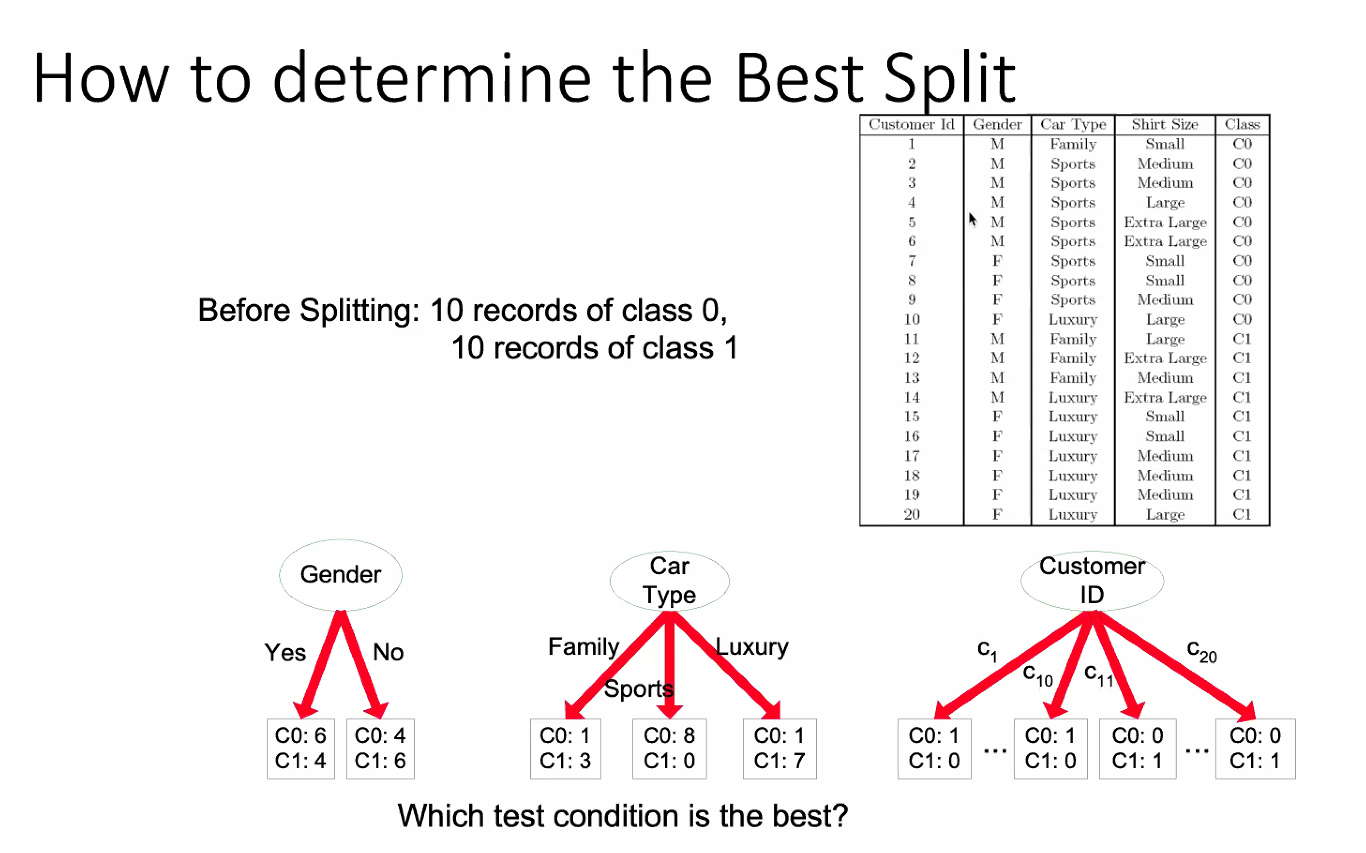 How to determine the Best Split
Customer Id Gender Car Type Shirt Size Class
1 M Family Small C0
2 M Sports Medium C0
3 M Sports Medium C0
4 M Sports Large C0
5 M Sports Extra Large C0
6 M Sports Extra Large C0
7 F Sports Small C0
8 F Sports Small C0
9 F Sports Medium C0
10 F Luxury Large C0
11 M Family Large C1
12 M Family Extra Large C1
13 M Family Medium C1
14 M Luxury Extra Large C1
15 F Luxury Small C1
16 F Luxury Small C1
17 F Luxury Medium C1
18 F Luxury Medium C1
19 F Luxury Medium C1
20 F Luxury Large C1
Before Splitting: 10 records of class 0,
10 records of class 1
Gender
Yes No
C0: 6 C0: 4
C1: 4 C1: 6
Car
Type
Family Sports Luxury
C0: 1 C0: 8 C0: 1
C1: 3 C1: 0 C1: 7
Customer
ID
c1 c10 c11 c20
C0: 1 ... C0: 1 C0: 0 ... C0: 0
C1: 0 C1: 0 C1: 1 C1: 1
Which test condition is the best?